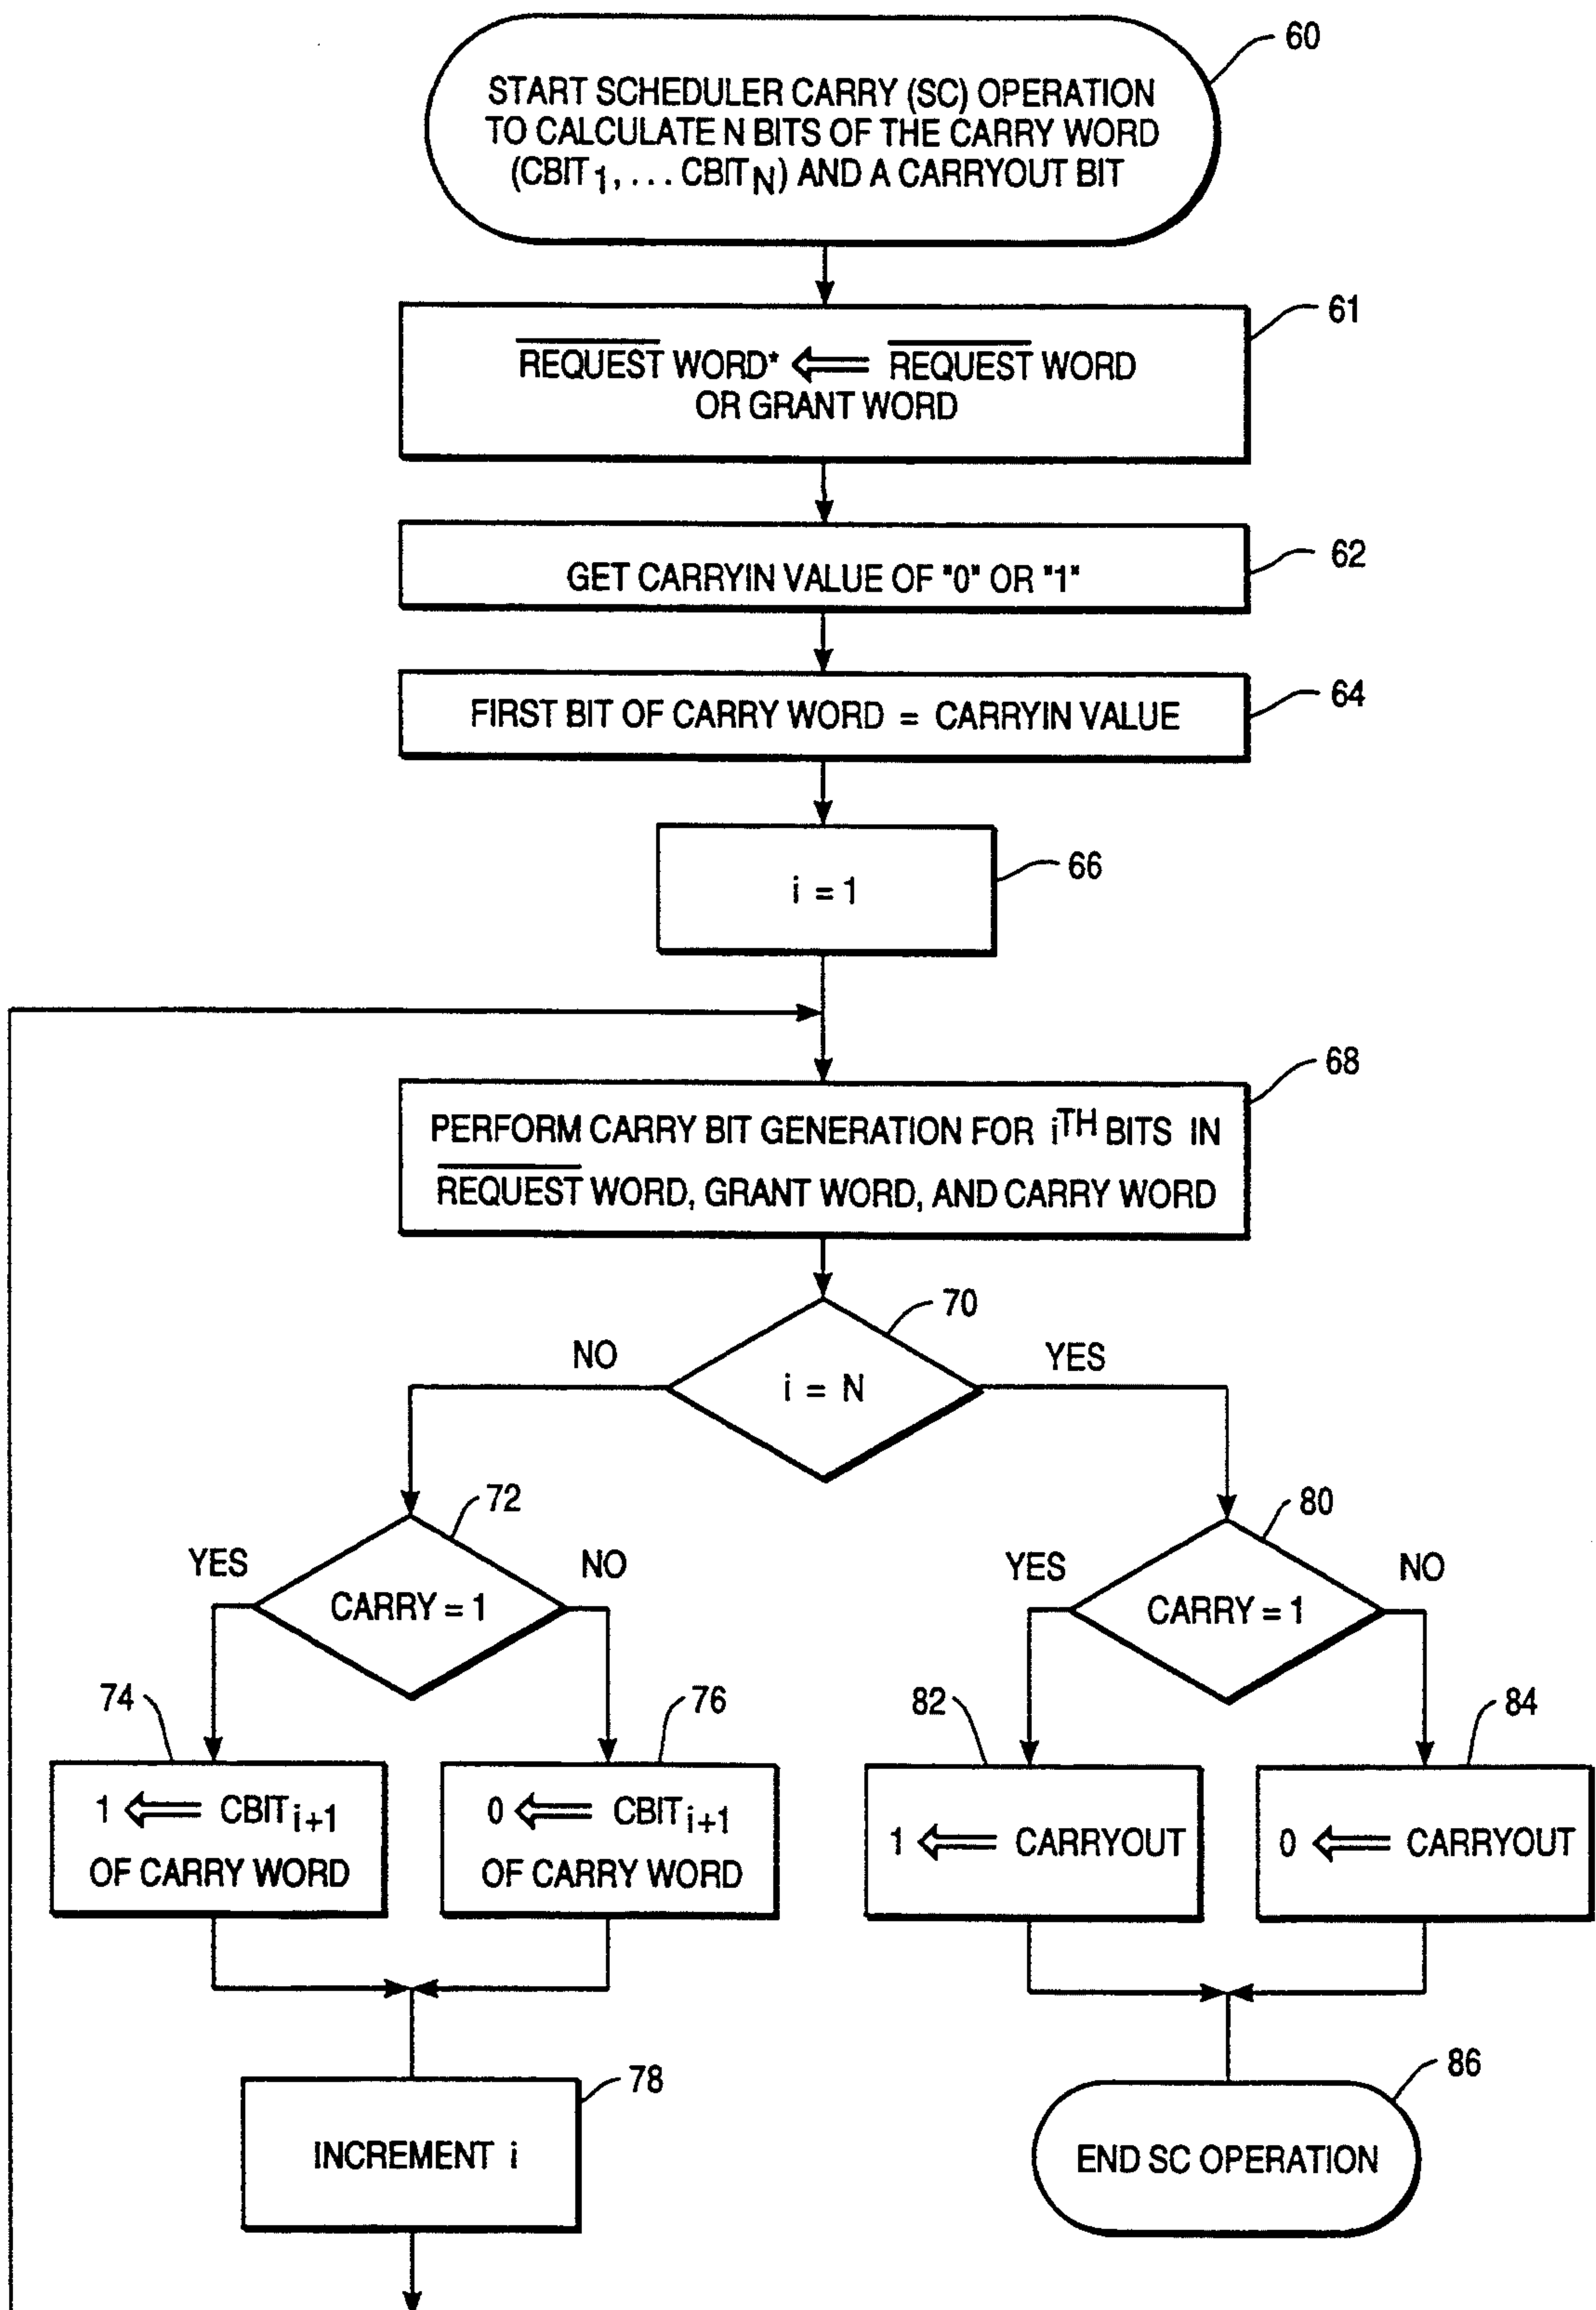 60
START SCHEDULER CARRY (SC) OPERATION
TO CALCULATE N BITS OF THE CARRY WORD
(CBIT1, ... CBITN) AND A CARRYOUT BIT
61
REQUEST WORD* ⇐ REQUEST WORD
OR GRANT WORD
62
GET CARRYIN VALUE OF "0" OR "1"
64
FIRST BIT OF CARRY WORD = CARRYIN VALUE
66
i = 1
68
PERFORM CARRY BIT GENERATION FOR iTH BITS IN
REQUEST WORD, GRANT WORD, AND CARRY WORD
70
NO
YES
i = N
72
80
YES
NO
YES
NO
CARRY = 1
CARRY = 1
74
76
82
84
1 ⇐ CBITi+1
OF CARRY WORD
0 ⇐ CBITi+1
OF CARRY WORD
1 ⇐ CARRYOUT
0 ⇐ CARRYOUT
78
86
INCREMENT i
END SC OPERATION